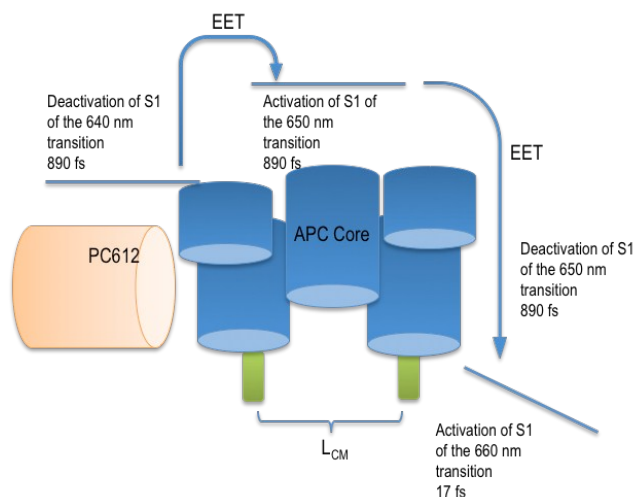 EET
Deactivation of S1
of the 640 nm
transition
890 fs
Activation of S1 of
the 650 nm
transition
890 fs
EET
PC612
APC Core
Deactivation of S1
of the 650 nm
transition
890 fs
LCM
Activation of S1
of the 660 nm
transition
17 fs